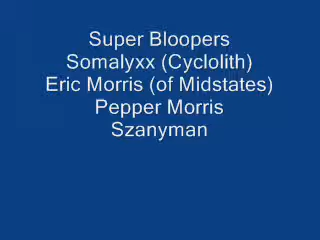 Super Bloopers
Somalyxx (Cyclolith)
Eric Morris (of Midstates)
Pepper Morris
Szanyman